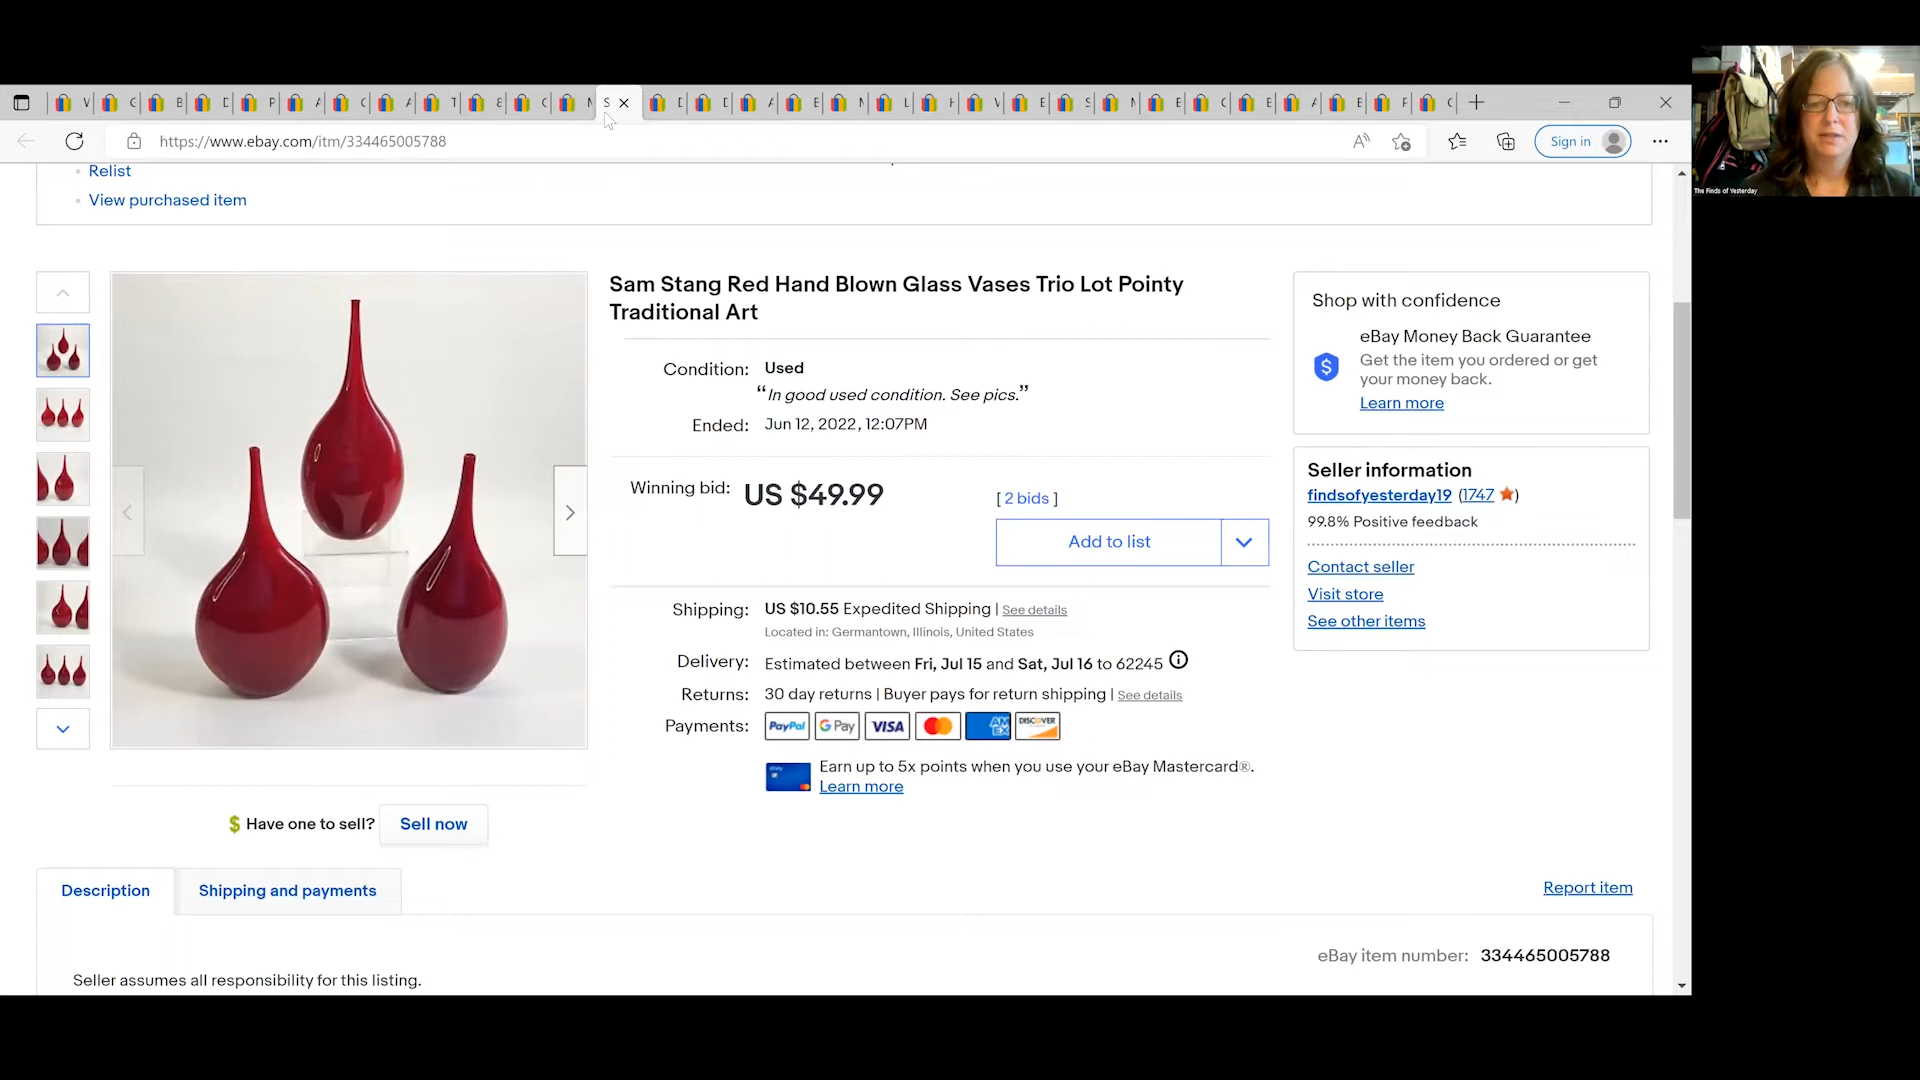 S
https://www.ebay.com/itm/334465005788
Sign in
The Finds of Yesterday
Relist
View purchased item
Sam Stang Red Hand Blown Glass Vases Trio Lot Pointy
Traditional Art
Condition: Used
“In good used condition. See pics.”
Ended: Jun 12, 2022, 12:07PM
Winning bid: US $49.99 [ 2 bids ]
Add to list
Shipping: US $10.55 Expedited Shipping | See details
Located in: Germantown, Illinois, United States
Delivery: Estimated between Fri, Jul 15 and Sat, Jul 16 to 62245
Returns: 30 day returns | Buyer pays for return shipping | See details
Payments: PayPal G Pay VISA AM EX DISCOVER
Earn up to 5x points when you use your eBay Mastercard®.
Learn more
Shop with confidence
eBay Money Back Guarantee
Get the item you ordered or get
your money back.
Learn more
Seller information
findsofyesterday19 (1747)
99.8% Positive feedback
Contact seller
Visit store
See other items
$ Have one to sell? Sell now
Description Shipping and payments
Report item
eBay item number: 334465005788
Seller assumes all responsibility for this listing.